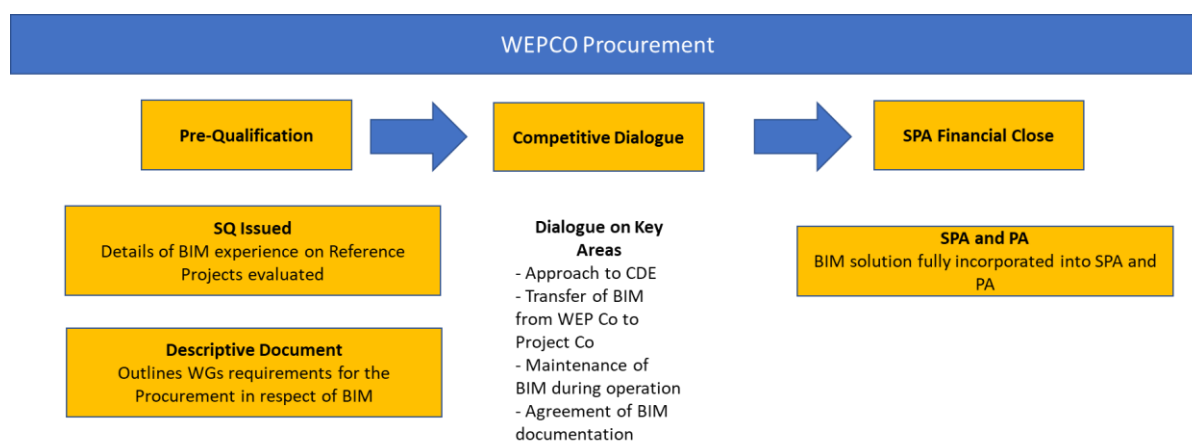 WEPCO Procurement
Pre-Qualification
Competitive Dialogue
SPA Financial Close
SQ Issued
Details of BIM experience on Reference
Projects evaluated
Descriptive Document
Outlines WGs requirements for the
Procurement in respect of BIM
Dialogue on Key
Areas
- Approach to CDE
- Transfer of BIM
from WEP Co to
Project Co
- Maintenance of
BIM during operation
- Agreement of BIM
documentation
SPA and PA
BIM solution fully incorporated into SPA and
PA